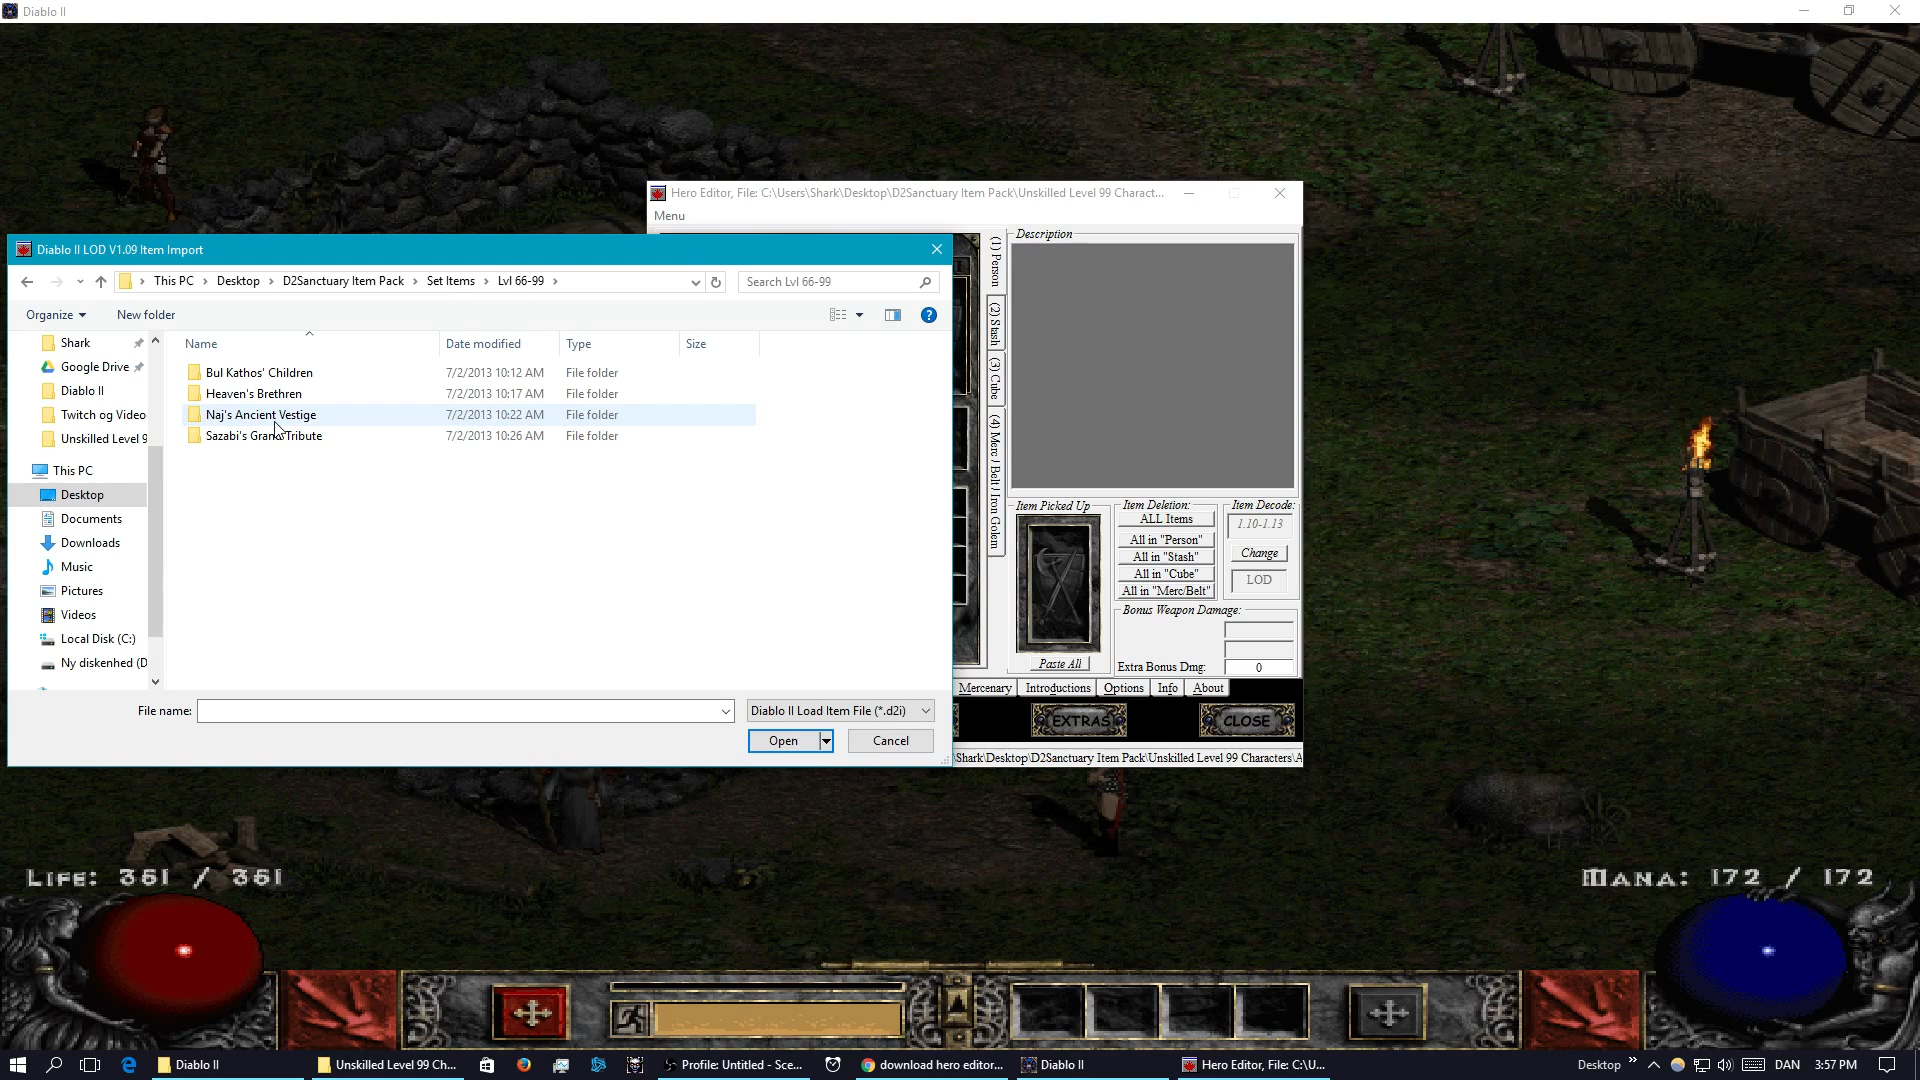 Diablo II
Hero Editor, File: C:\Users\Shark\Desktop\D2Sanctuary Item Pack\Unskilled Level 99 Charact...
Menu
Diablo II LOD V1.09 Item Import
This PC > Desktop > D2Sanctuary Item Pack > Set Items > Lvl 66-99 >
Search Lvl 66-99
Organize
New folder
Shark
Google Drive
Diablo II
Twitch og Video
Unskilled Level 9
This PC
Desktop
Documents
Downloads
Music
Pictures
Videos
Local Disk (C:)
Ny diskenhed (D
Name Date modified Type Size
Bul Kathos' Children 7/2/2013 10:12 AM File folder
Heaven's Brethren 7/2/2013 10:17 AM File folder
Naj's Ancient Vestige 7/2/2013 10:22 AM File folder
Sazabi's Grand Tribute 7/2/2013 10:26 AM File folder
File name:
Diablo II Load Item File (*.d2i)
Open
Cancel
(1) Person
(2) Stash
(3) Cube
(4) Merc / Belt / Iron Golem
Description
Item Picked Up
Paste All
Item Deletion:
ALL Items
All in "Person"
All in "Stash"
All in "Cube"
All in "Merc/Belt"
Item Decode:
1.10-1.13
Change
LOD
Bonus Weapon Damage:
Extra Bonus Dmg: 0
Mercenary Introductions Options Info About
EXTRAS CLOSE
\Shark\Desktop\D2Sanctuary Item Pack\Unskilled Level 99 Characters\A
Life: 361 / 361
Mana: 172 / 172
Diablo II
Unskilled Level 99 Ch...
Profile: Untitled - Sce...
download hero editor...
Diablo II
Hero Editor, File: C:\U...
Desktop
DAN
3:57 PM